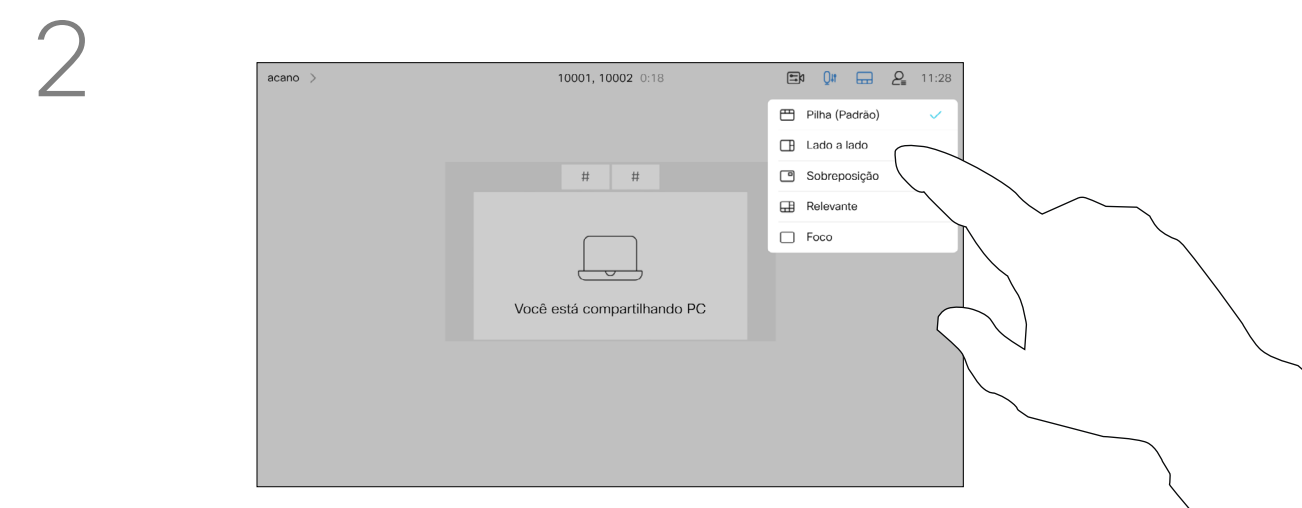 2
acano >
10001, 10002 0:18
11:28
Pilha (Padrão)
Lado a lado
Sobreposição
Relevante
Foco
# #
Você está compartilhando PC